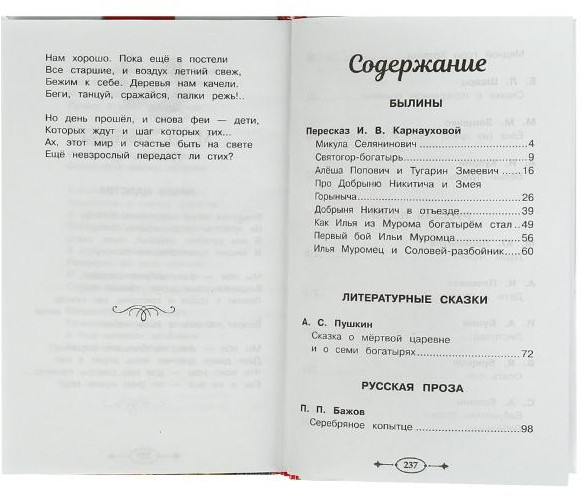 Нам хорошо. Пока ещё в постели
Все старшие, и воздух летний свеж,
Бежим к себе. Деревья нам качели.
Беги, танцуй, сражайся, палки режь!..
Но день прошёл, и снова феи — дети,
Которых ждут и шаг которых тих...
Ах, этот мир и счастье быть на свете
Ещё невзрослый передаст ли стих?
Содержание
БЫЛИНЫ
Пересказ И. В. Карнауховой
Микула Селянинович 4
Святогор-богатырь 9
Алёша Попович и Тугарин Змеевич 16
Про Добрыню Никитича и Змея
Горыныча 26
Добрыня Никитич в отъезде 39
Как Илья из Мурома богатырём стал 49
Первый бой Ильи Муромца 56
Илья Муромец и Соловей-разбойник 60
ЛИТЕРАТУРНЫЕ СКАЗКИ
А. С. Пушкин
Сказка о мёртвой царевне
и о семи богатырях 72
РУССКАЯ ПРОЗА
П. П. Бажов
Серебряное копытце 98
237